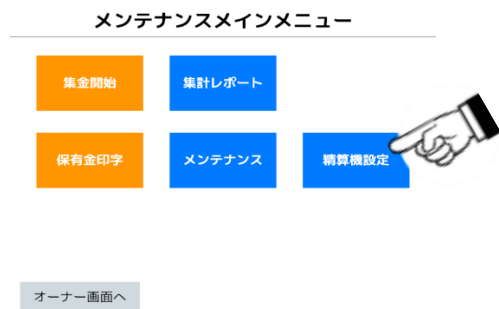 メンテナンスメインメニュー
集金開始
集計レポート
保有金印字
メンテナンス
精算機設定
オーナー画面へ